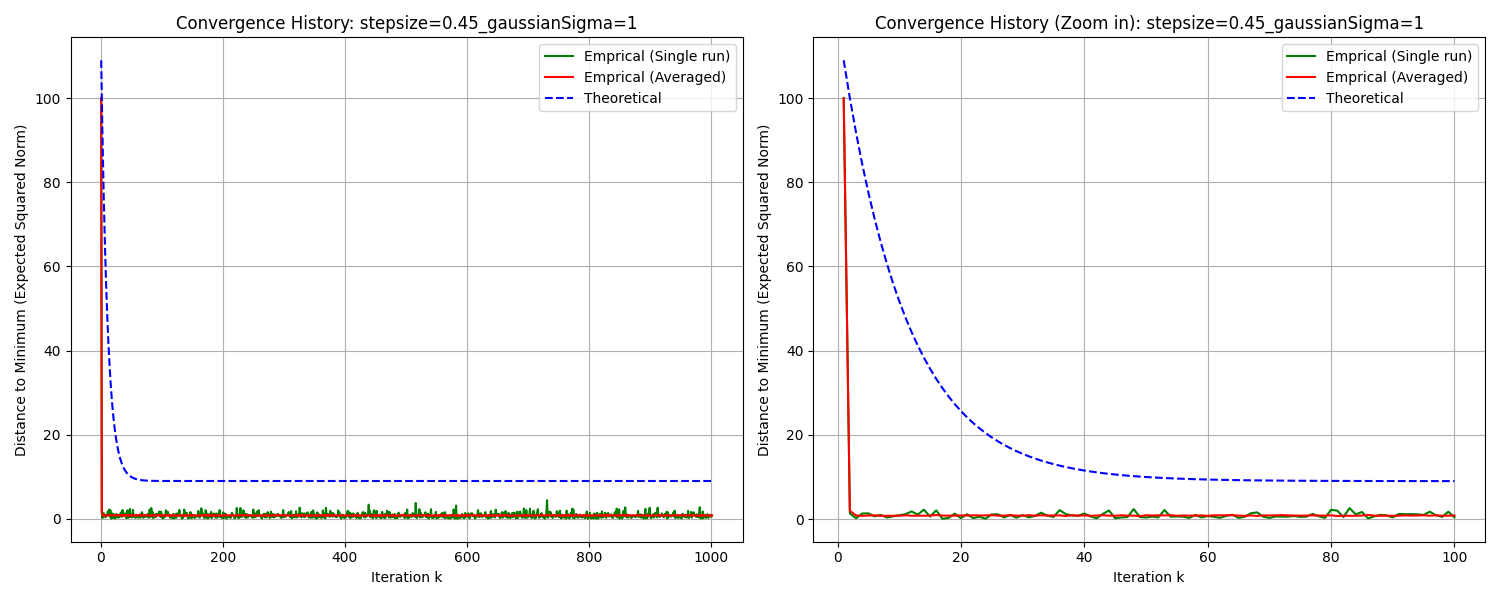 Convergence History: stepsize=0.45_gaussianSigma=1
Emprical (Single run)
Emprical (Averaged)
Theoretical
100
80
60
40
20
0
Distance to Minimum (Expected Squared Norm)
0 200 400 600 800 1000
Iteration k
Convergence History (Zoom in): stepsize=0.45_gaussianSigma=1
Emprical (Single run)
Emprical (Averaged)
Theoretical
100
80
60
40
20
0
Distance to Minimum (Expected Squared Norm)
0 20 40 60 80 100
Iteration k